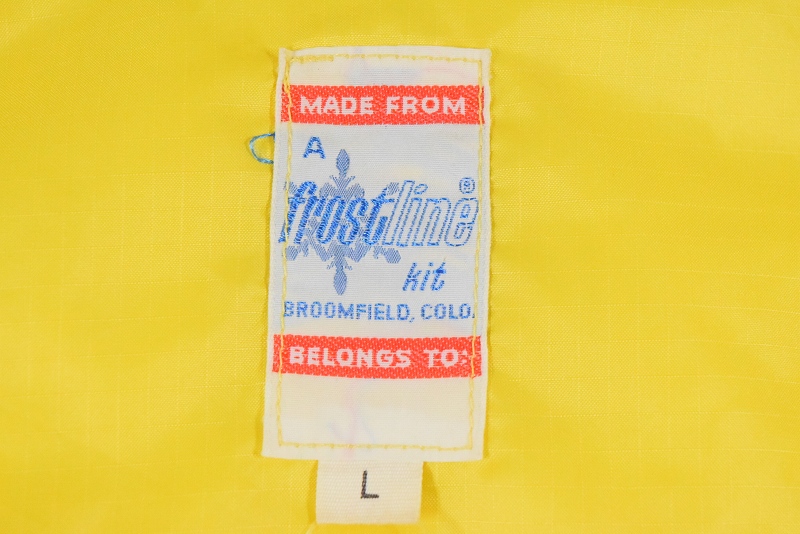 MADE FROM
A
frostline®
kit
BROOMFIELD, COLO.
BELONGS TO:
L